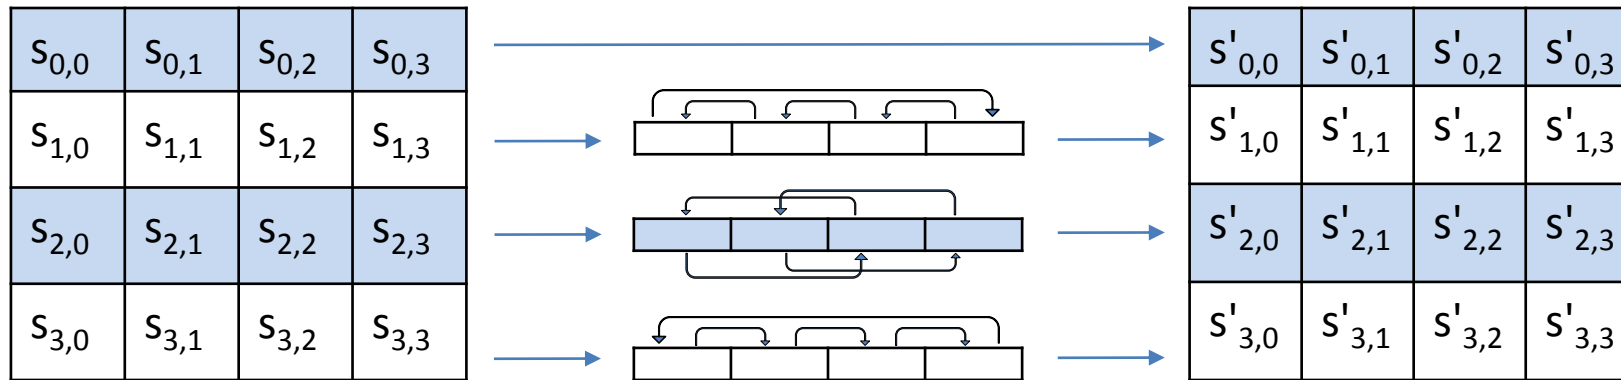 s0,0 s0,1 s0,2 s0,3 s'0,0 s'0,1 s'0,2 s'0,3
s1,0 s1,1 s1,2 s1,3 s'1,0 s'1,1 s'1,2 s'1,3
s2,0 s2,1 s2,2 s2,3 s'2,0 s'2,1 s'2,2 s'2,3
s3,0 s3,1 s3,2 s3,3 s'3,0 s'3,1 s'3,2 s'3,3